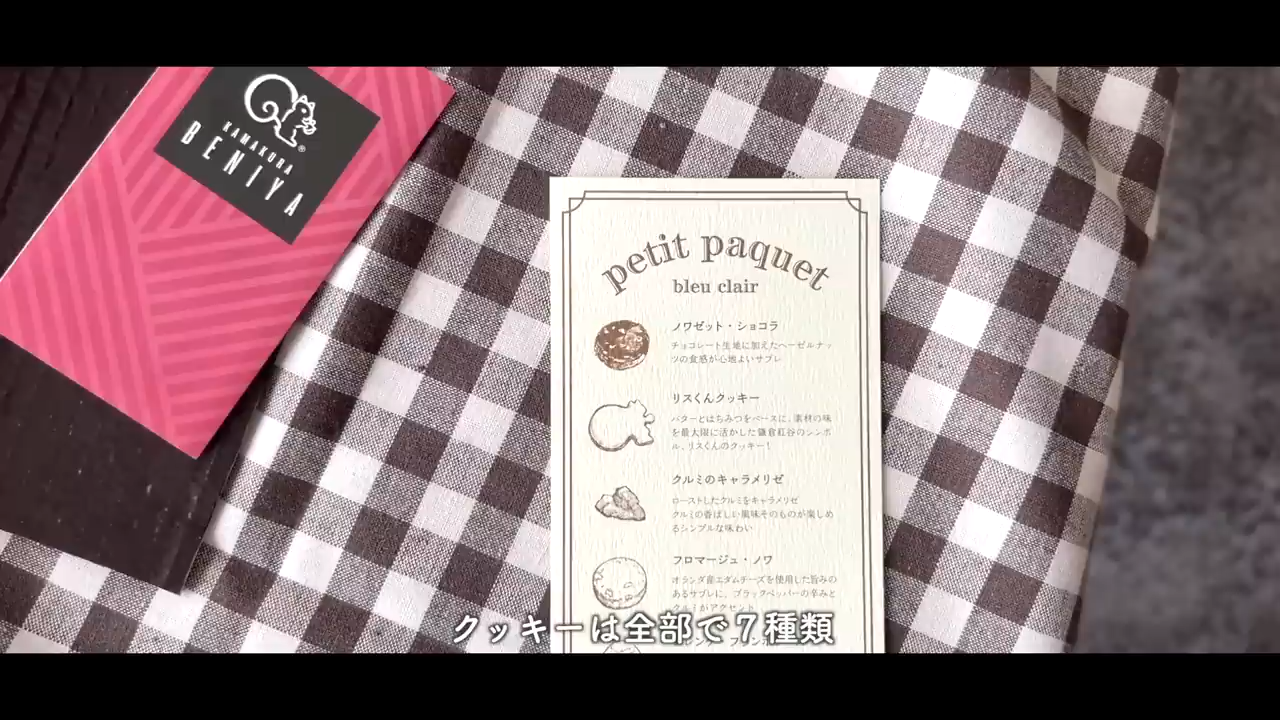 KAMAKURA
BENIYA
petit paquet
bleu clair
ノワゼット・ショコラ
チョコレート生地に加えたヘーゼルナッ
ツの食感が心地よいサブレ
リスくんクッキー
バターとはちみつをベースに、素材の味
を最大限に活かした鎌倉紅谷のシンボ
ル、リスくんのクッキー！
クルミのキャラメリゼ
ローストしたクルミをキャラメリゼ
クルミの香ばしい風味そのものが楽しめ
るシンプルな味わい
フロマージュ・ノワ
オランダ産エダムチーズを使用した旨みの
あるサブレに、ブラックペッパーの辛みと
クルミがアクセント
クッキーは全部で７種類